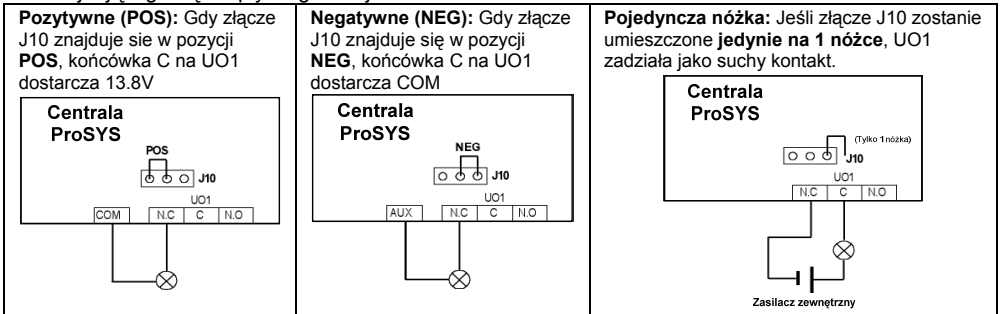 Pozytywne (POS): Gdy złącze
J10 znajduje sie w pozycji
POS, końcówka C na UO1
dostarcza 13.8V
Centrala
ProSYS
POS
J10
UO1
COM
N.C
C
N.O
Negatywne (NEG): Gdy złącze
J10 znajduje się w pozycji
NEG, końcówka C na UO1
dostarcza COM
Centrala
ProSYS
NEG
J10
UO1
AUX
N.C
C
N.O
Pojedyncza nóżka: Jeśli złącze J10 zostanie
umieszczone jedynie na 1 nóżce, UO1
zadziała jako suchy kontakt.
Centrala
ProSYS
(Tylko 1 nóżka)
J10
UO1
N.C
C
N.O
Zasilacz zewnętrzny